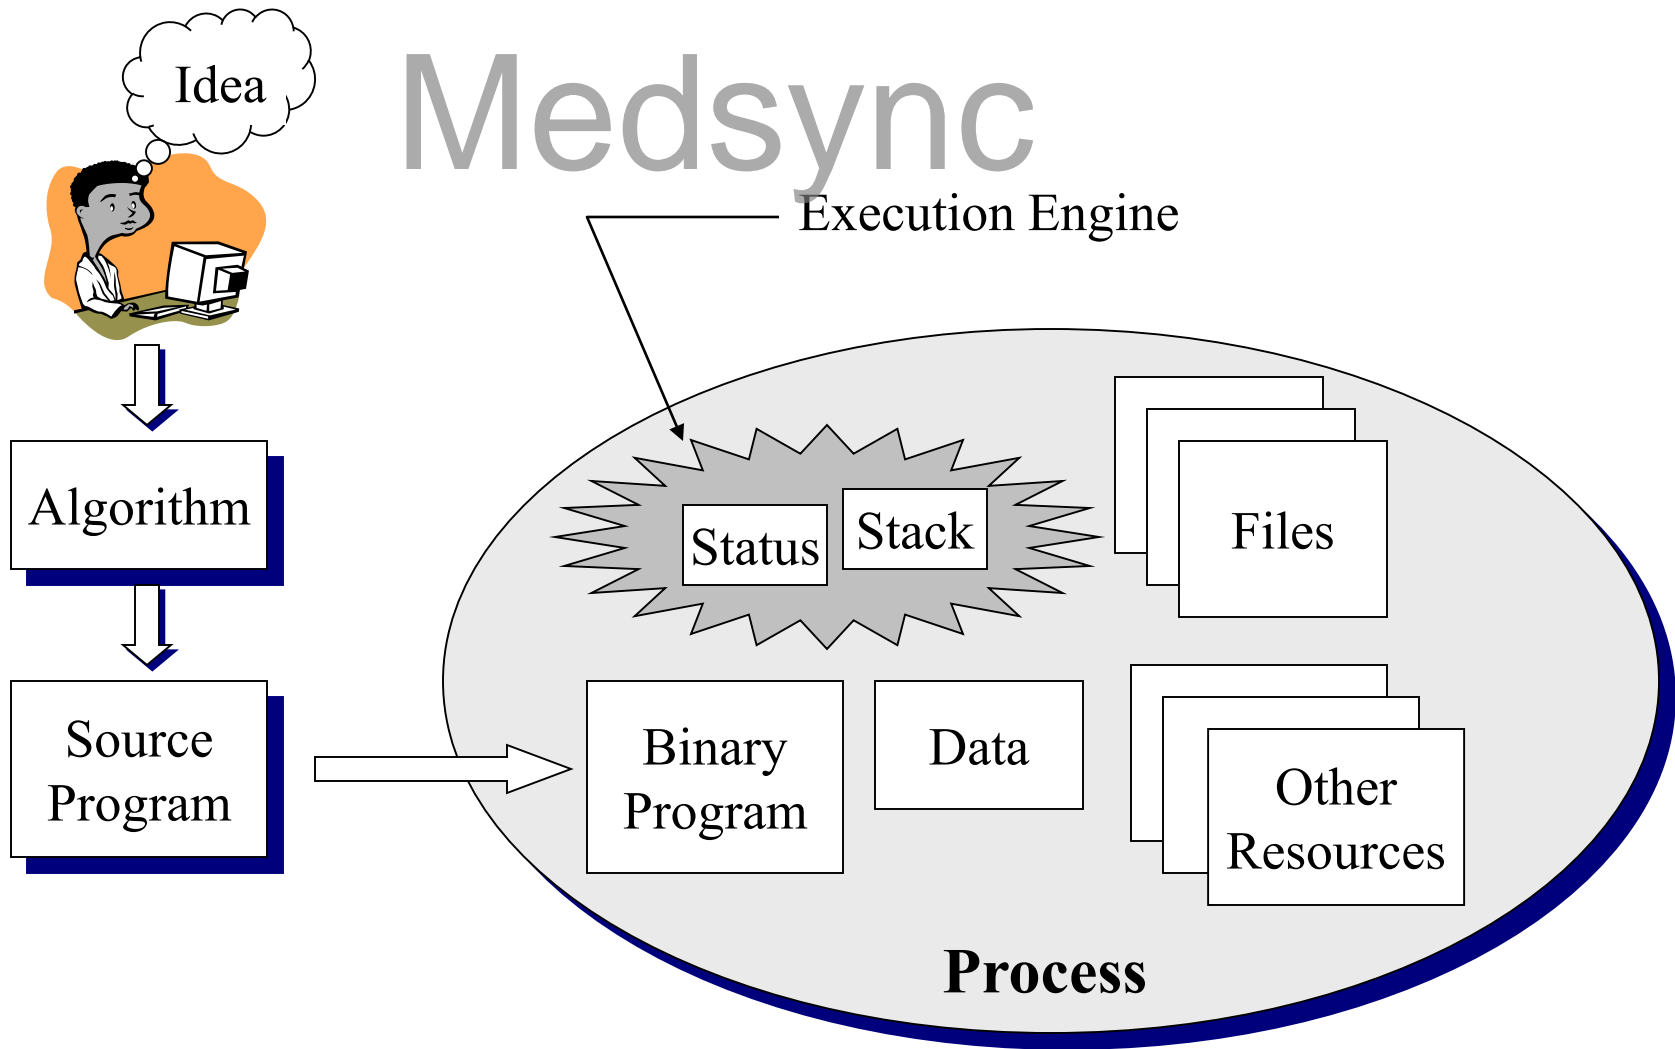 Idea
Medsync
Execution Engine
Algorithm
Status
Stack
Files
Source
Program
Binary
Program
Data
Other
Resources
Process